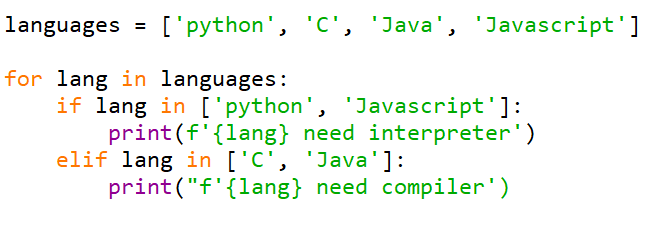 languages = ['python', 'C', 'Java', 'Javascript']
for lang in languages:
    if lang in ['python', 'Javascript']:
        print(f'{lang} need interpreter')
    elif lang in ['C', 'Java']:
        print("f'{lang} need compiler')